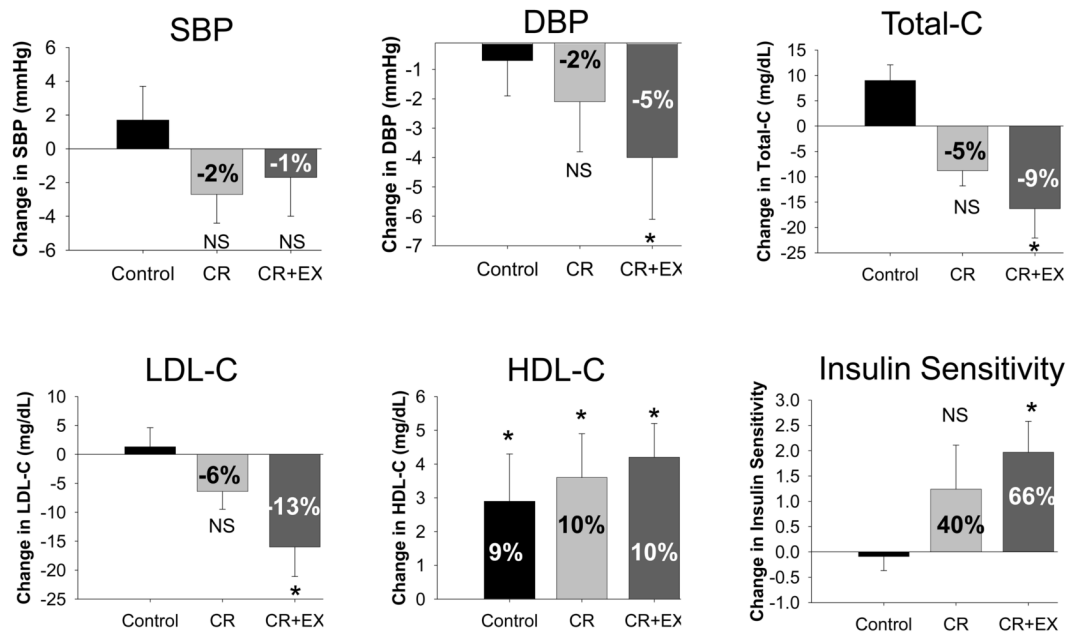 SBP
Change in SBP (mmHg)
6
4
2
0
-2
-4
-6
-2%
-1%
NS
NS
Control
CR
CR+EX
DBP
Change in DBP (mmHg)
-1
-2
-3
-4
-5
-6
-7
-2%
-5%
NS
*
Control
CR
CR+EX
Total-C
Change in Total-C (mg/dL)
15
10
5
0
-5
-10
-15
-20
-25
-5%
-9%
NS
*
Control
CR
CR+EX
LDL-C
Change in LDL-C (mg/dL)
10
5
0
-5
-10
-15
-20
-25
-6%
-13%
NS
*
Control
CR
CR+EX
HDL-C
Change in HDL-C (mg/dL)
6
5
4
3
2
1
0
*
*
*
9%
10%
10%
Control
CR
CR+EX
Insulin Sensitivity
Change in Insulin Sensitivity
3.0
2.5
2.0
1.5
1.0
0.5
0.0
-0.5
-1.0
NS
*
40%
66%
Control
CR
CR+EX